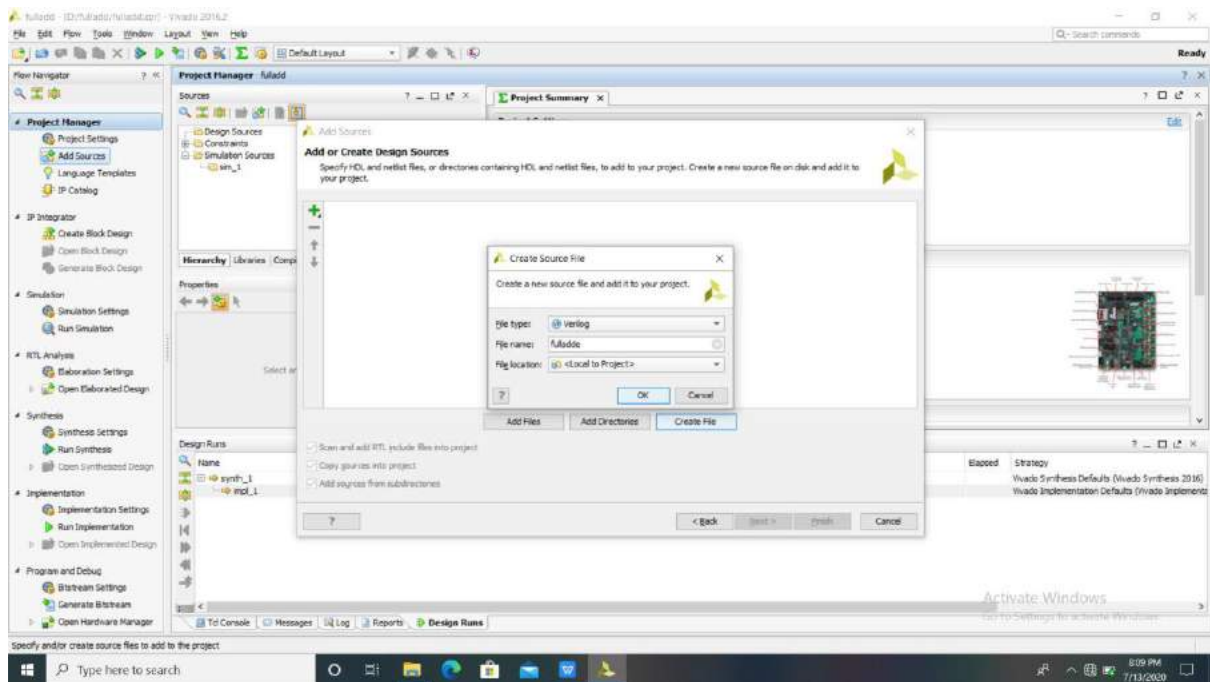 fulladd - [D:/fulladd/fulladd.xpr] - Vivado 2016.2
File Edit Flow Tools Window Layout View Help
Q- Search commands
Default Layout
Ready
Flow Navigator
Project Manager
Project Settings
Add Sources
Language Templates
IP Catalog
IP Integrator
Create Block Design
Open Block Design
Generate Block Design
Simulation
Simulation Settings
Run Simulation
RTL Analysis
Elaboration Settings
Open Elaborated Design
Synthesis
Synthesis Settings
Run Synthesis
Open Synthesized Design
Implementation
Implementation Settings
Run Implementation
Open Implemented Design
Program and Debug
Bitstream Settings
Generate Bitstream
Open Hardware Manager
Project Manager fulladd
Sources
Design Sources
Constraints
Simulation Sources
sim_1
Hierarchy Libraries Compi
Properties
Select an
Project Summary
Edit
Add Sources
Add or Create Design Sources
Specify HDL and netlist files, or directories containing HDL and netlist files, to add to your project. Create a new source file on disk and add it to
your project.
Create Source File
Create a new source file and add it to your project.
File type: Verilog
File name: fulladde
File location: <Local to Project>
? OK Cancel
Add Files Add Directories Create File
Scan and add RTL include files into project
Copy sources into project
Add sources from subdirectories
? < Back Next > Finish Cancel
Design Runs
Name
synth_1
impl_1
Elapsed Strategy
Vivado Synthesis Defaults (Vivado Synthesis 2016)
Vivado Implementation Defaults (Vivado Implementa
Tcl Console Messages Log Reports Design Runs
Activate Windows
Go to Settings to activate Windows.
Specify and/or create source files to add to the project
Type here to search
8:09 PM
7/13/2020